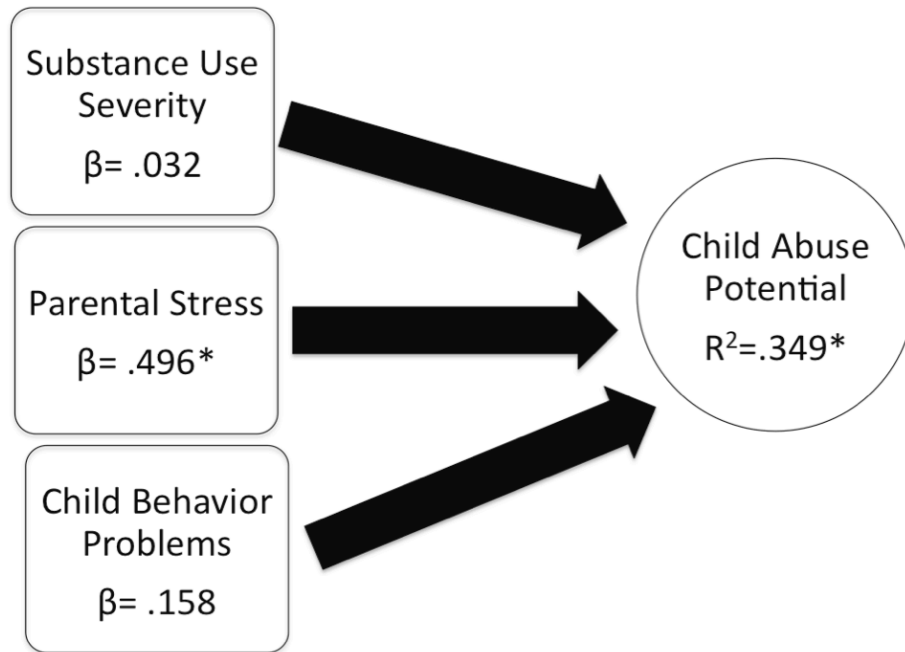 Substance Use
Severity
β= .032
Parental Stress
β= .496*
Child Behavior
Problems
β= .158
Child Abuse
Potential
R²=.349*